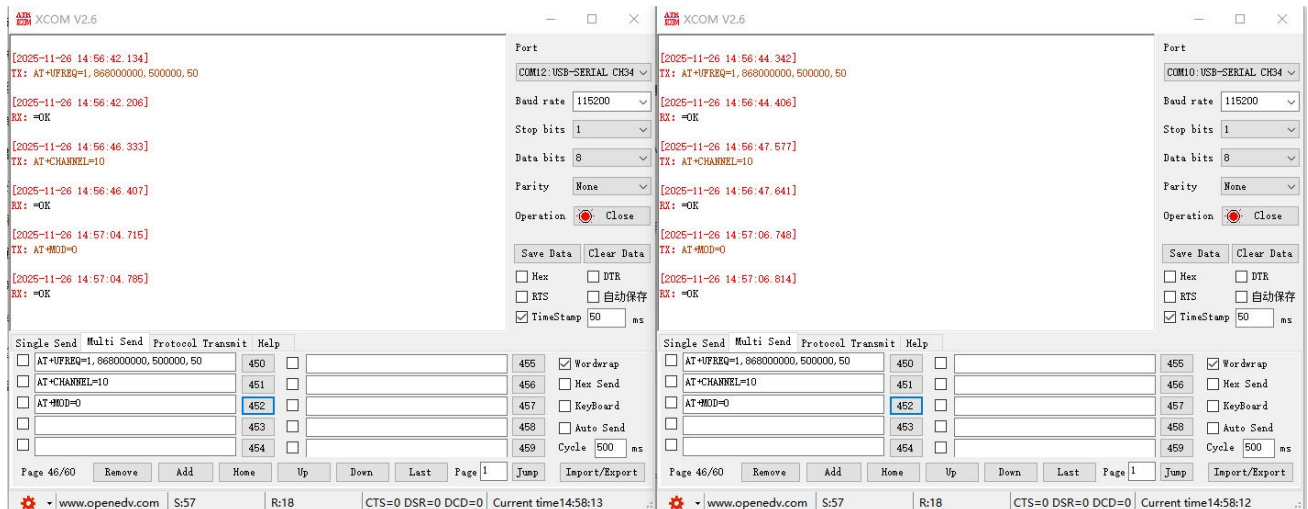 XCOM V2.6
[2025-11-26 14:56:42.134]
TX: AT+UFREQ=1,868000000,500000,50
[2025-11-26 14:56:42.206]
RX: =OK
[2025-11-26 14:56:46.333]
TX: AT+CHANNEL=10
[2025-11-26 14:56:46.407]
RX: =OK
[2025-11-26 14:57:04.715]
TX: AT+MOD=0
[2025-11-26 14:57:04.785]
RX: =OK
Port
COM12:USB-SERIAL CH34
Baud rate 115200
Stop bits 1
Data bits 8
Parity None
Operation Close
Save Data Clear Data
Hex DTR
RTS 自动保存
TimeStamp 50 ms
Single Send Multi Send Protocol Transmit Help
AT+UFREQ=1,868000000,500000,50 450 455 Wordwrap
AT+CHANNEL=10 451 456 Hex Send
AT+MOD=0 452 457 KeyBoard
453 458 Auto Send
454 459 Cycle 500 ms
Page 46/60 Remove Add Home Up Down Last Page 1 Jump Import/Export
www.openedv.com S:57 R:18 CTS=0 DSR=0 DCD=0 Current time14:58:13
XCOM V2.6
[2025-11-26 14:56:44.342]
TX: AT+UFREQ=1,868000000,500000,50
[2025-11-26 14:56:44.406]
RX: =OK
[2025-11-26 14:56:47.577]
TX: AT+CHANNEL=10
[2025-11-26 14:56:47.641]
RX: =OK
[2025-11-26 14:57:06.748]
TX: AT+MOD=0
[2025-11-26 14:57:06.814]
RX: =OK
Port
COM10:USB-SERIAL CH34
Baud rate 115200
Stop bits 1
Data bits 8
Parity None
Operation Close
Save Data Clear Data
Hex DTR
RTS 自动保存
TimeStamp 50 ms
Single Send Multi Send Protocol Transmit Help
AT+UFREQ=1,868000000,500000,50 450 455 Wordwrap
AT+CHANNEL=10 451 456 Hex Send
AT+MOD=0 452 457 KeyBoard
453 458 Auto Send
454 459 Cycle 500 ms
Page 46/60 Remove Add Home Up Down Last Page 1 Jump Import/Export
www.openedv.com S:57 R:18 CTS=0 DSR=0 DCD=0 Current time14:58:12